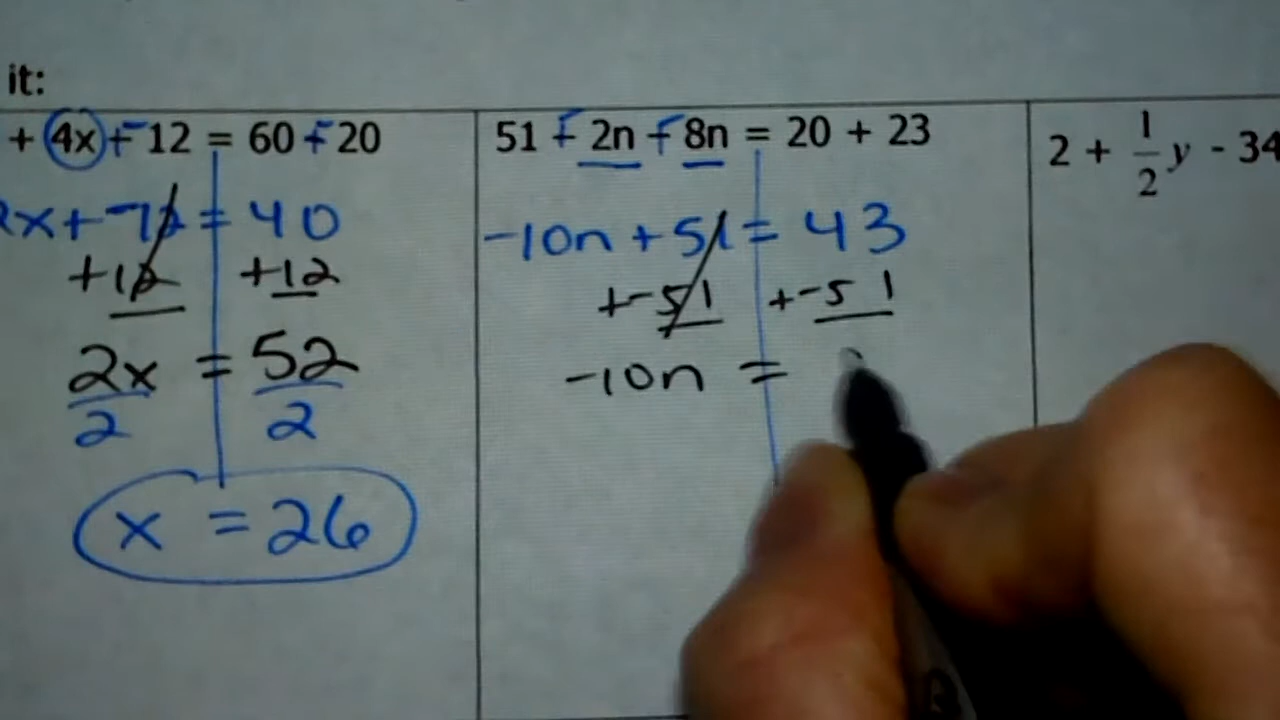 it:
+ 4x + -12 = 60 + -20
2x + -12 = 40
+12 +12
2x = 52
2 2
x = 26
51 + -2n + -8n = 20 + 23
-10n + 51 = 43
+-51 +-51
-10n =
2 + 1/2 y - 34